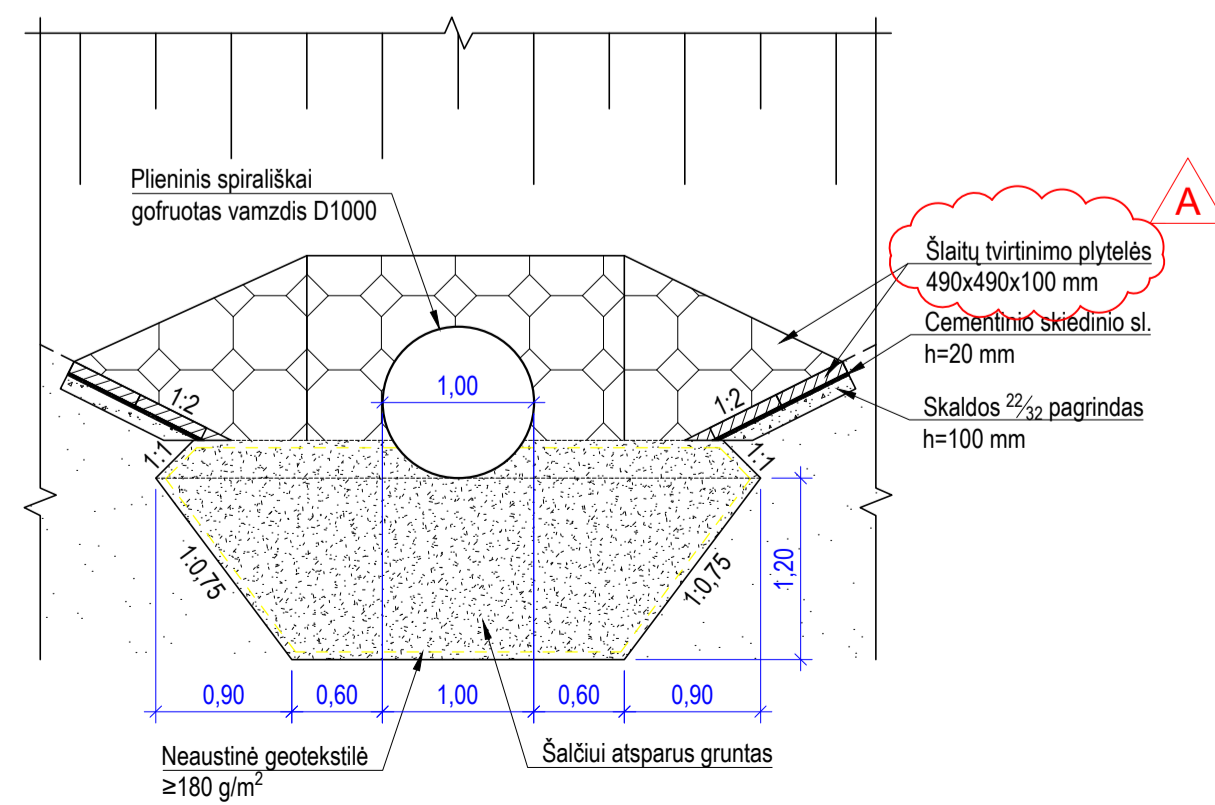 Plieninis spirališkai
gofruotas vamzdis D1000
A
Šlaitų tvirtinimo plytelės
490x490x100 mm
Cementinio skiedinio sl.
h=20 mm
Skaldos 22/32 pagrindas
h=100 mm
1,00
1:2
1:2
1:1
1:1
1:0,75
1:0,75
1,20
0,90
0,60
1,00
0,60
0,90
Neaustinė geotekstilė
≥180 g/m²
Šalčiui atsparus gruntas